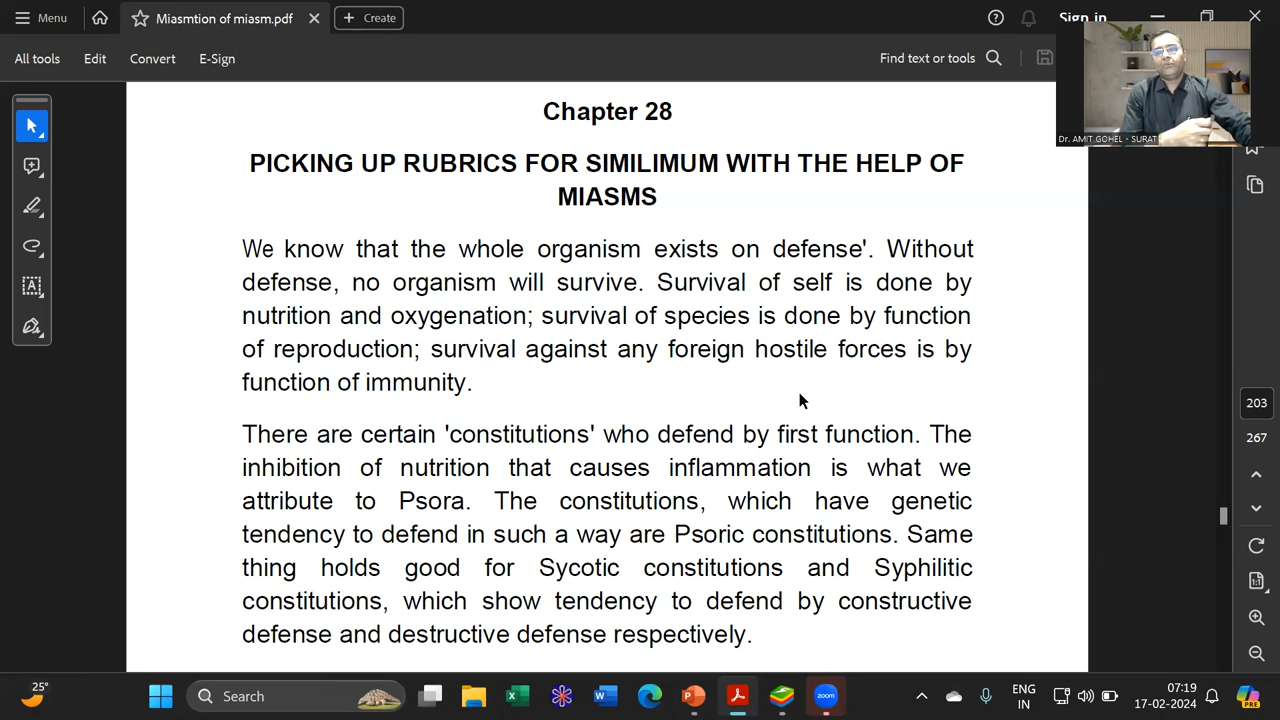 Menu
Miasmtion of miasm.pdf
Create
Sign in
All tools
Edit
Convert
E-Sign
Find text or tools
Dr. AMIT GOHEL - SURAT
Chapter 28
PICKING UP RUBRICS FOR SIMILIMUM WITH THE HELP OF
MIASMS
We know that the whole organism exists on defense'. Without
defense, no organism will survive. Survival of self is done by
nutrition and oxygenation; survival of species is done by function
of reproduction; survival against any foreign hostile forces is by
function of immunity.
There are certain 'constitutions' who defend by first function. The
inhibition of nutrition that causes inflammation is what we
attribute to Psora. The constitutions, which have genetic
tendency to defend in such a way are Psoric constitutions. Same
thing holds good for Sycotic constitutions and Syphilitic
constitutions, which show tendency to defend by constructive
defense and destructive defense respectively.
203
267
1:1
25°
Search
zoom
ENG
IN
07:19
17-02-2024
PRE